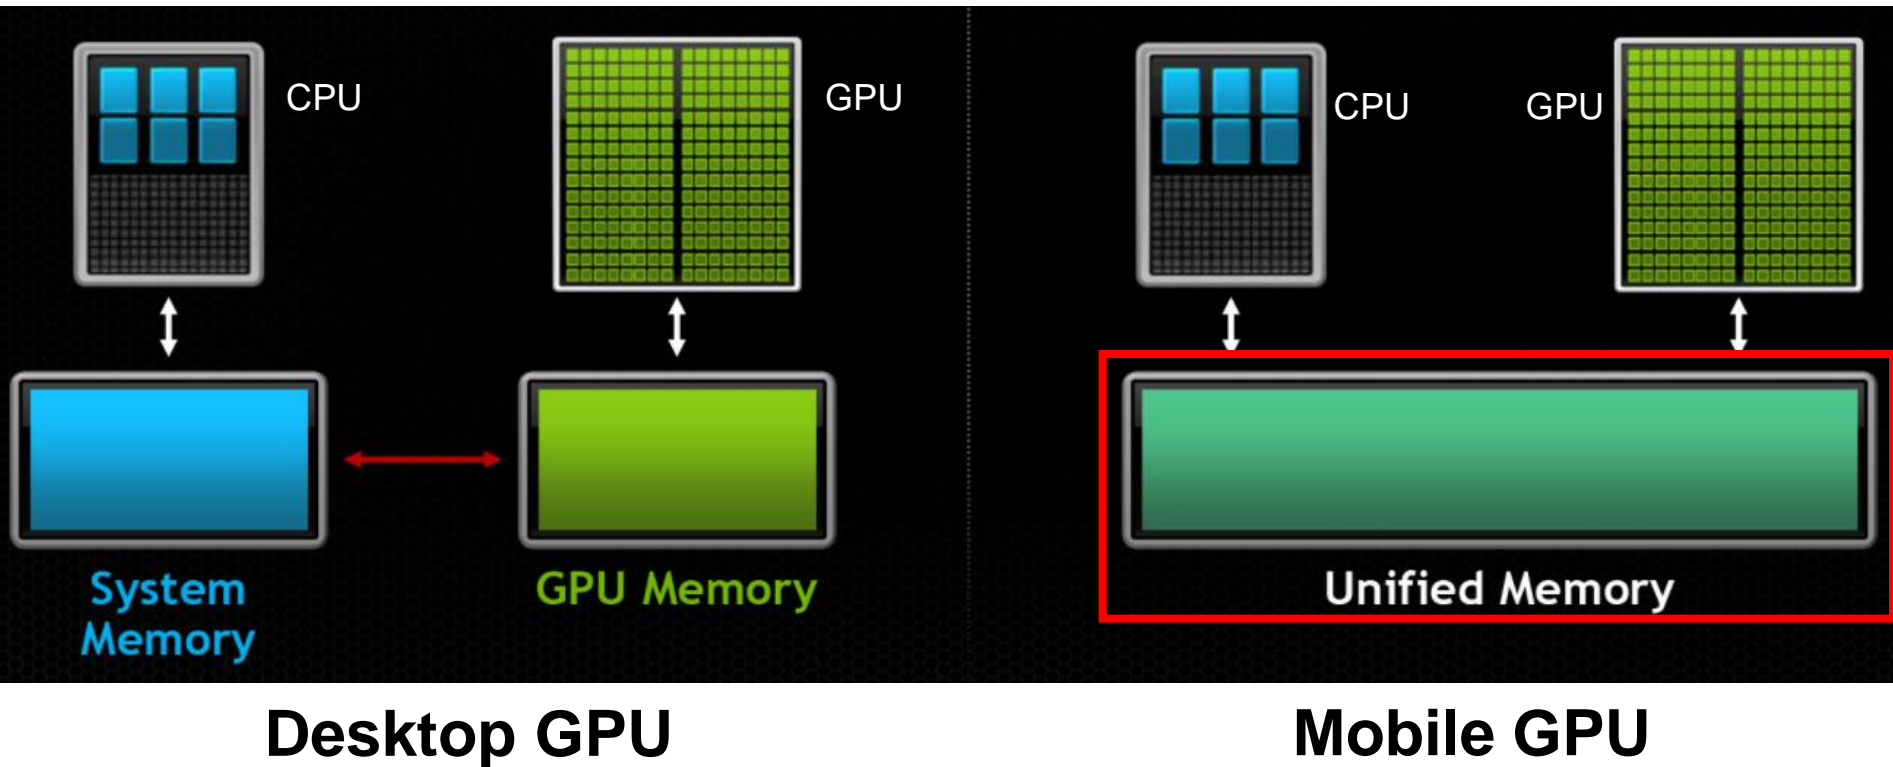 CPU
GPU
CPU
GPU
System
Memory
GPU Memory
Unified Memory
Desktop GPU
Mobile GPU